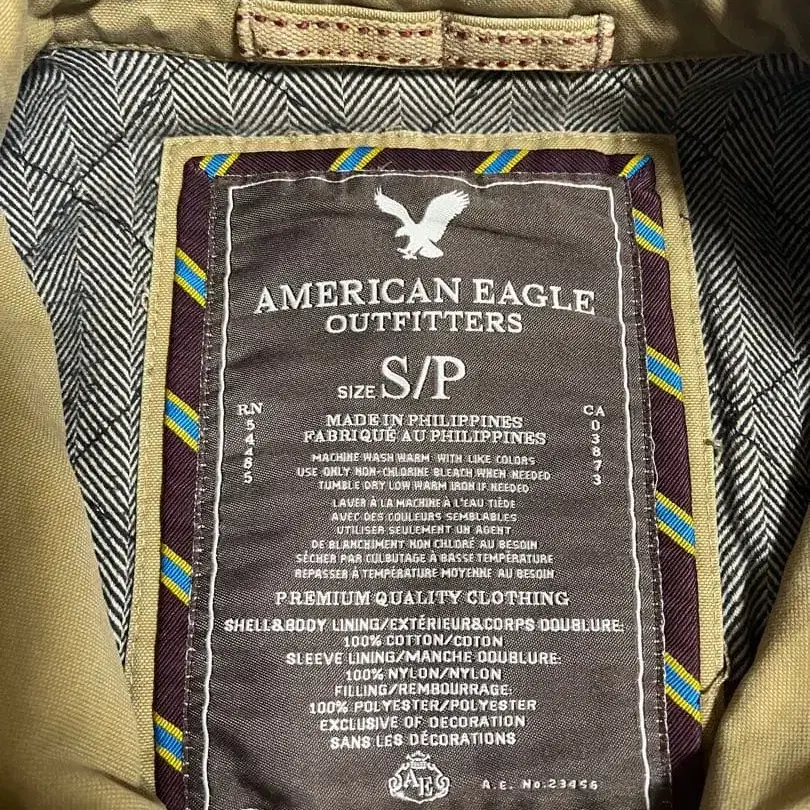 AMERICAN EAGLE
OUTFITTERS
SIZE S/P
RN 54485
CA 03873
MADE IN PHILIPPINES
FABRIQUÉ AU PHILIPPINES
MACHINE WASH WARM WITH LIKE COLORS
USE ONLY NON-CHLORINE BLEACH WHEN NEEDED
TUMBLE DRY LOW WARM IRON IF NEEDED
LAVER À LA MACHINE À L'EAU TIÈDE
AVEC DES COULEURS SEMBLABLES
UTILISER SEULEMENT UN AGENT
DE BLANCHIMENT NON CHLORÉ AU BESOIN
SÉCHER PAR CULBUTAGE À BASSE TEMPÉRATURE
REPASSER À TEMPÉRATURE MOYENNE AU BESOIN
PREMIUM QUALITY CLOTHING
SHELL&BODY LINING/EXTÉRIEUR&CORPS DOUBLURE:
100% COTTON/COTON
SLEEVE LINING/MANCHE DOUBLURE:
100% NYLON/NYLON
FILLING/REMBOURRAGE:
100% POLYESTER/POLYESTER
EXCLUSIVE OF DECORATION
SANS LES DÉCORATIONS
AE
A.E. No.23456